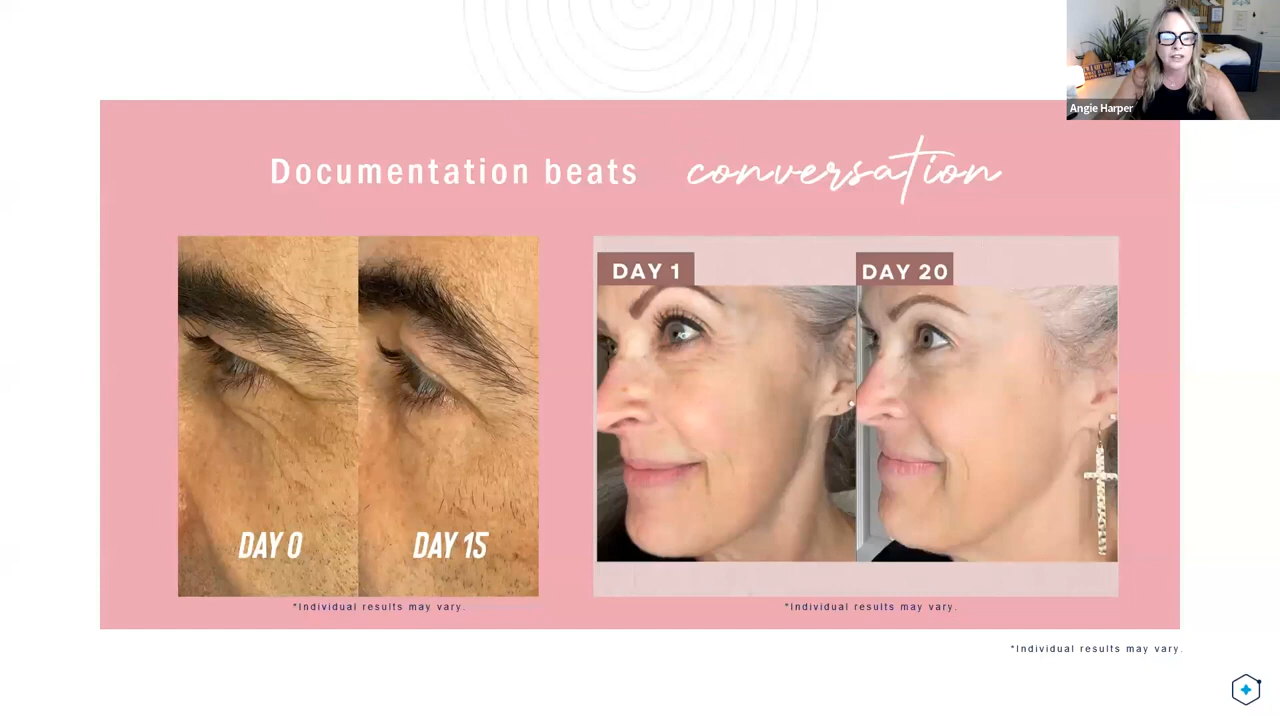 Angie Harper
Documentation beats conversation
DAY 1
DAY 20
DAY 0
DAY 15
*Individual results may vary.
*Individual results may vary.
*Individual results may vary.